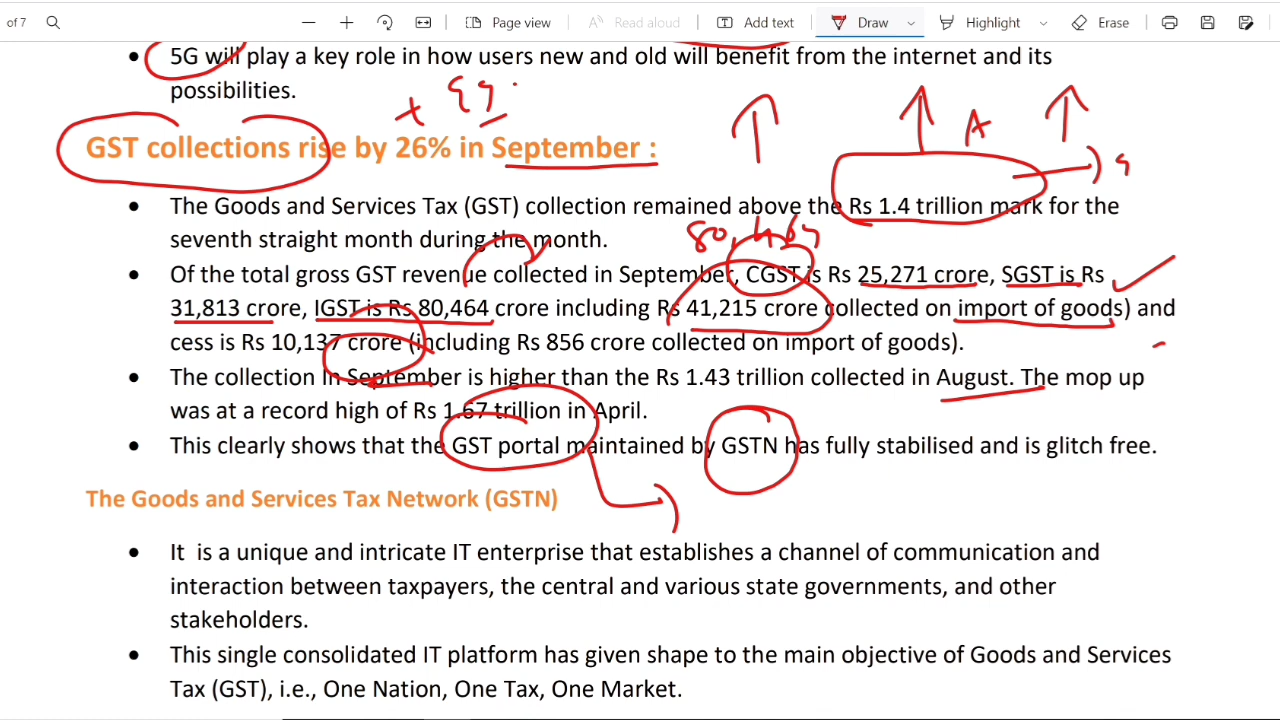 of 7
Page view
Read aloud
Add text
Draw
Highlight
Erase
• 5G will play a key role in how users new and old will benefit from the internet and its
possibilities.
GST collections rise by 26% in September :
• The Goods and Services Tax (GST) collection remained above the Rs 1.4 trillion mark for the
seventh straight month during the month.
80,464
• Of the total gross GST revenue collected in September, CGST is Rs 25,271 crore, SGST is Rs
31,813 crore, IGST is Rs 80,464 crore including Rs 41,215 crore collected on import of goods) and
cess is Rs 10,137 crore (including Rs 856 crore collected on import of goods).
• The collection in September is higher than the Rs 1.43 trillion collected in August. The mop up
was at a record high of Rs 1.67 trillion in April.
• This clearly shows that the GST portal maintained by GSTN has fully stabilised and is glitch free.
The Goods and Services Tax Network (GSTN)
• It is a unique and intricate IT enterprise that establishes a channel of communication and
interaction between taxpayers, the central and various state governments, and other
stakeholders.
• This single consolidated IT platform has given shape to the main objective of Goods and Services
Tax (GST), i.e., One Nation, One Tax, One Market.